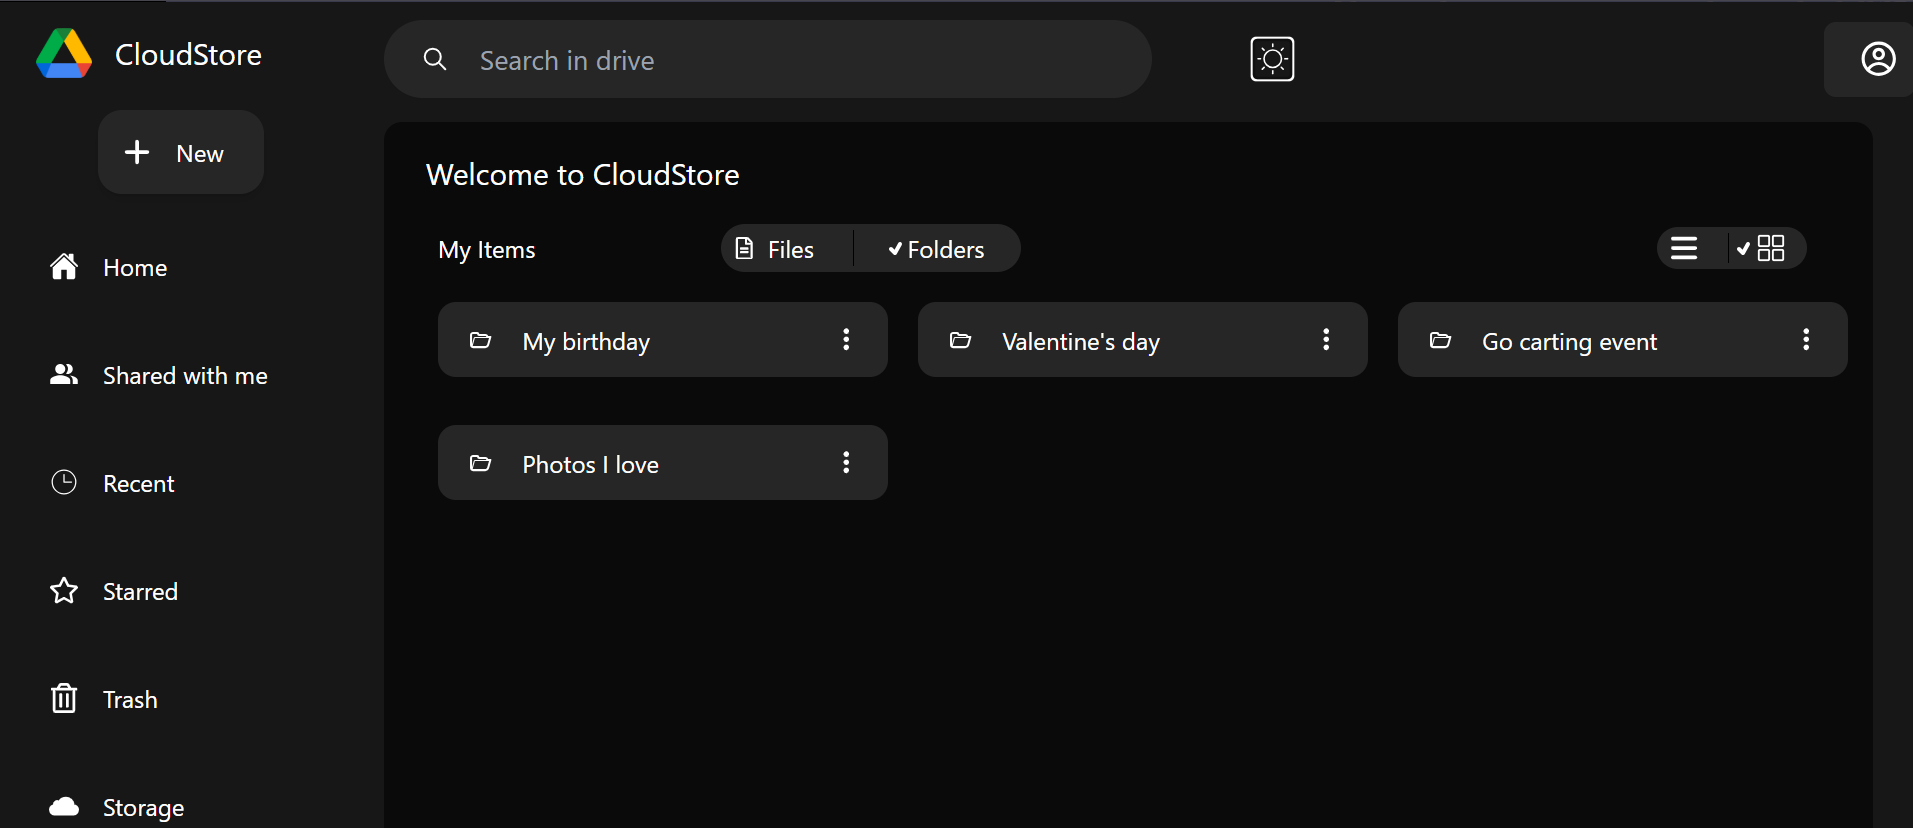 CloudStore
Search in drive
New
Welcome to CloudStore
My Items
Files
Folders
Home
My birthday
Valentine's day
Go carting event
Shared with me
Photos I love
Recent
Starred
Trash
Storage